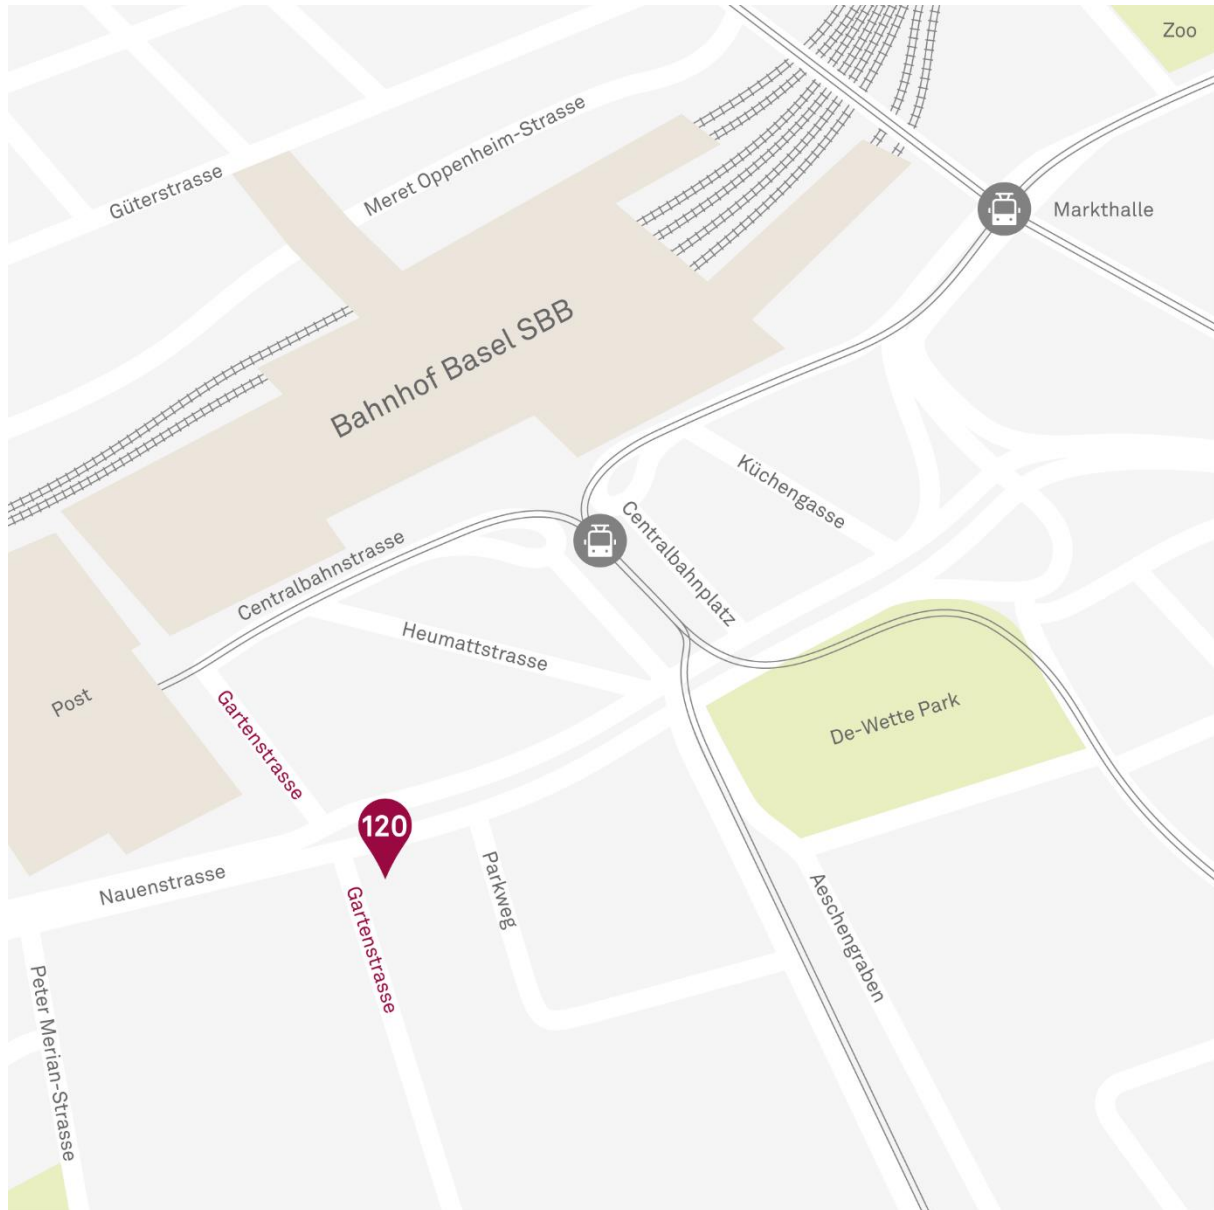 Zoo
Meret Oppenheim-Strasse
Güterstrasse
Markthalle
Bahnhof Basel SBB
Küchengasse
Centralbahnplatz
Centralbahnstrasse
Heumattstrasse
Post
De-Wette Park
Gartenstrasse
120
Nauenstrasse
Parkweg
Gartenstrasse
Aeschengraben
Peter Merian-Strasse